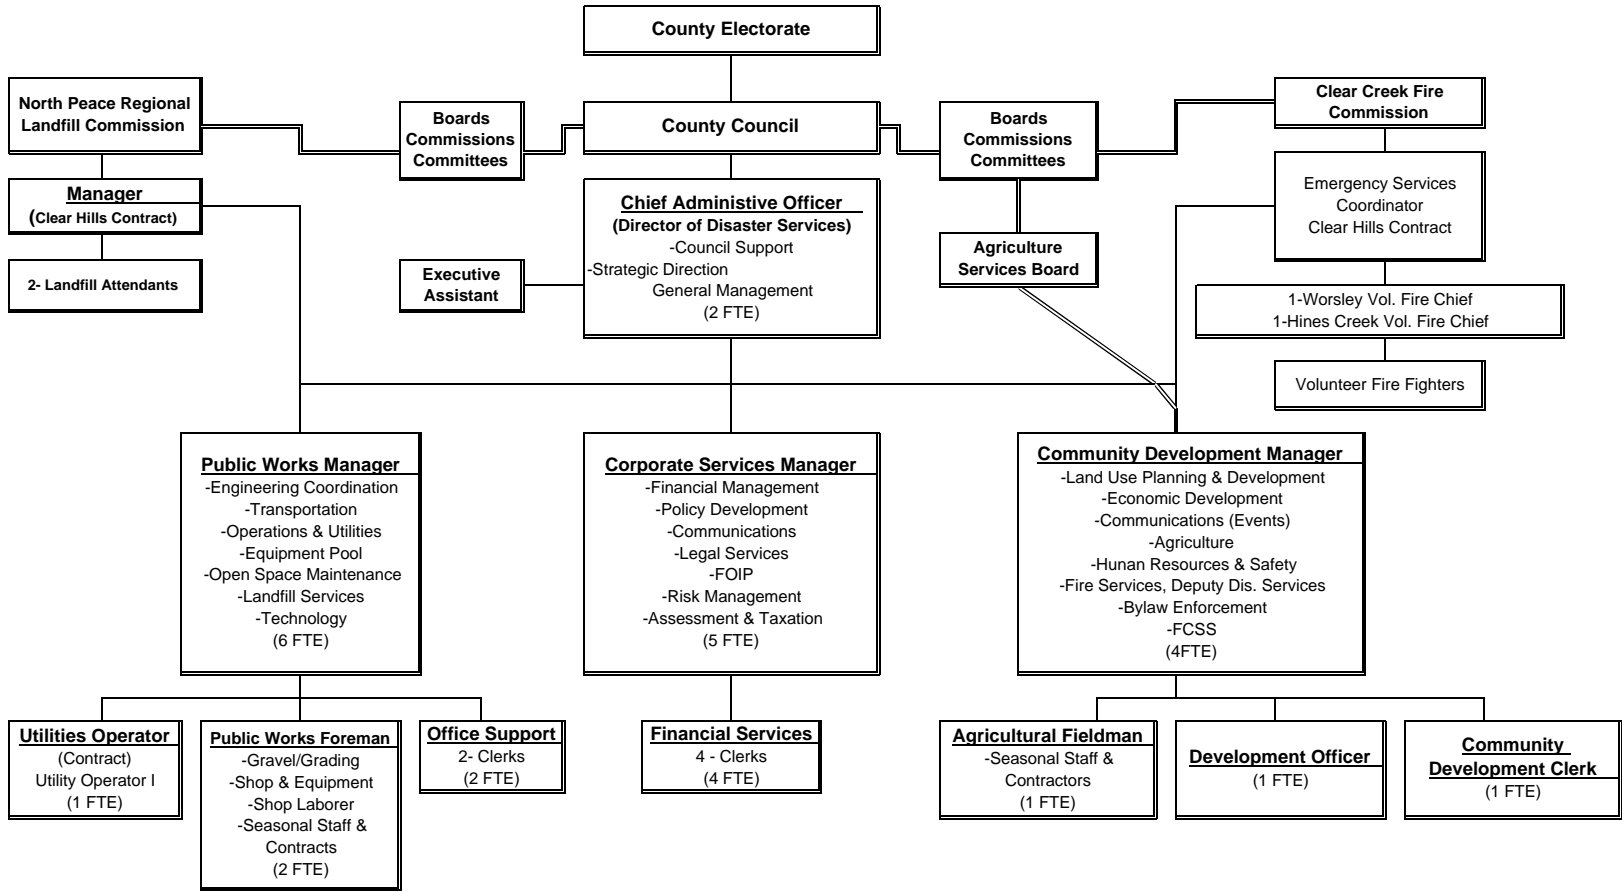 County Electorate
North Peace Regional
Landfill Commission
Boards
Commissions
Committees
County Council
Boards
Commissions
Committees
Clear Creek Fire
Commission
Manager
(Clear Hills Contract)
Chief Administive Officer
(Director of Disaster Services)
-Council Support
-Strategic Direction
General Management
(2 FTE)
Emergency Services
Coordinator
Clear Hills Contract
2- Landfill Attendants
Executive
Assistant
Agriculture
Services Board
1-Worsley Vol. Fire Chief
1-Hines Creek Vol. Fire Chief
Volunteer Fire Fighters
Public Works Manager
-Engineering Coordination
-Transportation
-Operations & Utilities
-Equipment Pool
-Open Space Maintenance
-Landfill Services
-Technology
(6 FTE)
Corporate Services Manager
-Financial Management
-Policy Development
-Communications
-Legal Services
-FOIP
-Risk Management
-Assessment & Taxation
(5 FTE)
Community Development Manager
-Land Use Planning & Development
-Economic Development
-Communications (Events)
-Agriculture
-Hunan Resources & Safety
-Fire Services, Deputy Dis. Services
-Bylaw Enforcement
-FCSS
(4FTE)
Utilities Operator
(Contract)
Utility Operator I
(1 FTE)
Public Works Foreman
-Gravel/Grading
-Shop & Equipment
-Shop Laborer
-Seasonal Staff &
Contracts
(2 FTE)
Office Support
2- Clerks
(2 FTE)
Financial Services
4 - Clerks
(4 FTE)
Agricultural Fieldman
-Seasonal Staff &
Contractors
(1 FTE)
Development Officer
(1 FTE)
Community
Development Clerk
(1 FTE)